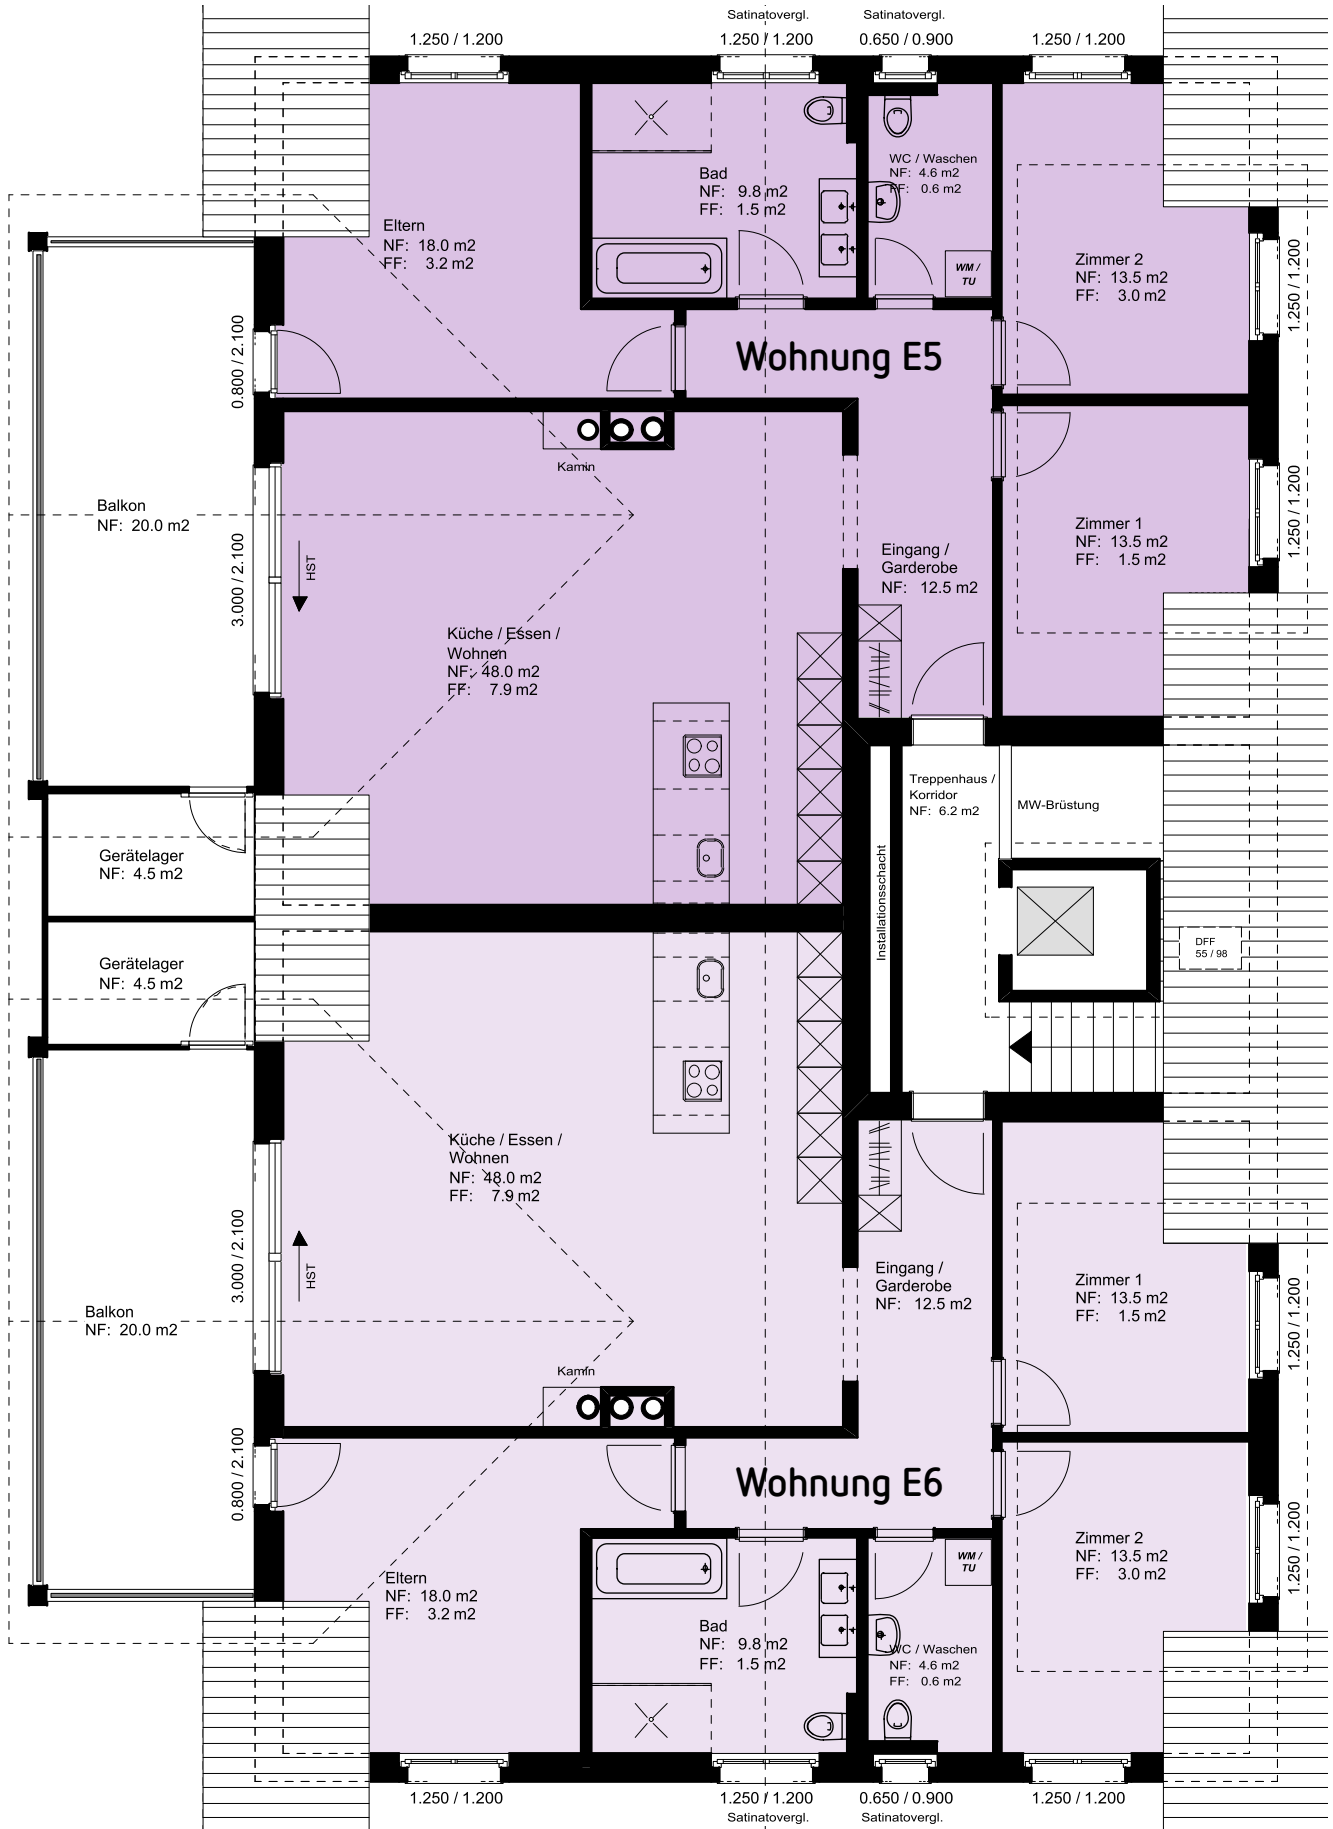 Satinatovergl.
Satinatovergl.
1.250 / 1.200
1.250 / 1.200
0.650 / 0.900
1.250 / 1.200
Bad
NF: 9.8 m2
FF: 1.5 m2
WC / Waschen
NF: 4.6 m2
FF: 0.6 m2
Eltern
NF: 18.0 m2
FF: 3.2 m2
WM /
TU
Zimmer 2
NF: 13.5 m2
FF: 3.0 m2
1.250 / 1.200
0.800 / 2.100
Wohnung E5
Kamin
Balkon
NF: 20.0 m2
3.000 / 2.100
HST
Zimmer 1
NF: 13.5 m2
FF: 1.5 m2
1.250 / 1.200
Eingang /
Garderobe
NF: 12.5 m2
Küche / Essen /
Wohnen
NF: 48.0 m2
FF: 7.9 m2
Treppenhaus /
Korridor
NF: 6.2 m2
MW-Brüstung
Gerätelager
NF: 4.5 m2
Installationsschacht
DFF
55 / 98
Gerätelager
NF: 4.5 m2
Küche / Essen /
Wohnen
NF: 48.0 m2
FF: 7.9 m2
3.000 / 2.100
HST
Eingang /
Garderobe
NF: 12.5 m2
Zimmer 1
NF: 13.5 m2
FF: 1.5 m2
1.250 / 1.200
Balkon
NF: 20.0 m2
Kamin
0.800 / 2.100
Wohnung E6
Zimmer 2
NF: 13.5 m2
FF: 3.0 m2
1.250 / 1.200
WM /
TU
Eltern
NF: 18.0 m2
FF: 3.2 m2
Bad
NF: 9.8 m2
FF: 1.5 m2
WC / Waschen
NF: 4.6 m2
FF: 0.6 m2
1.250 / 1.200
1.250 / 1.200
0.650 / 0.900
1.250 / 1.200
Satinatovergl.
Satinatovergl.